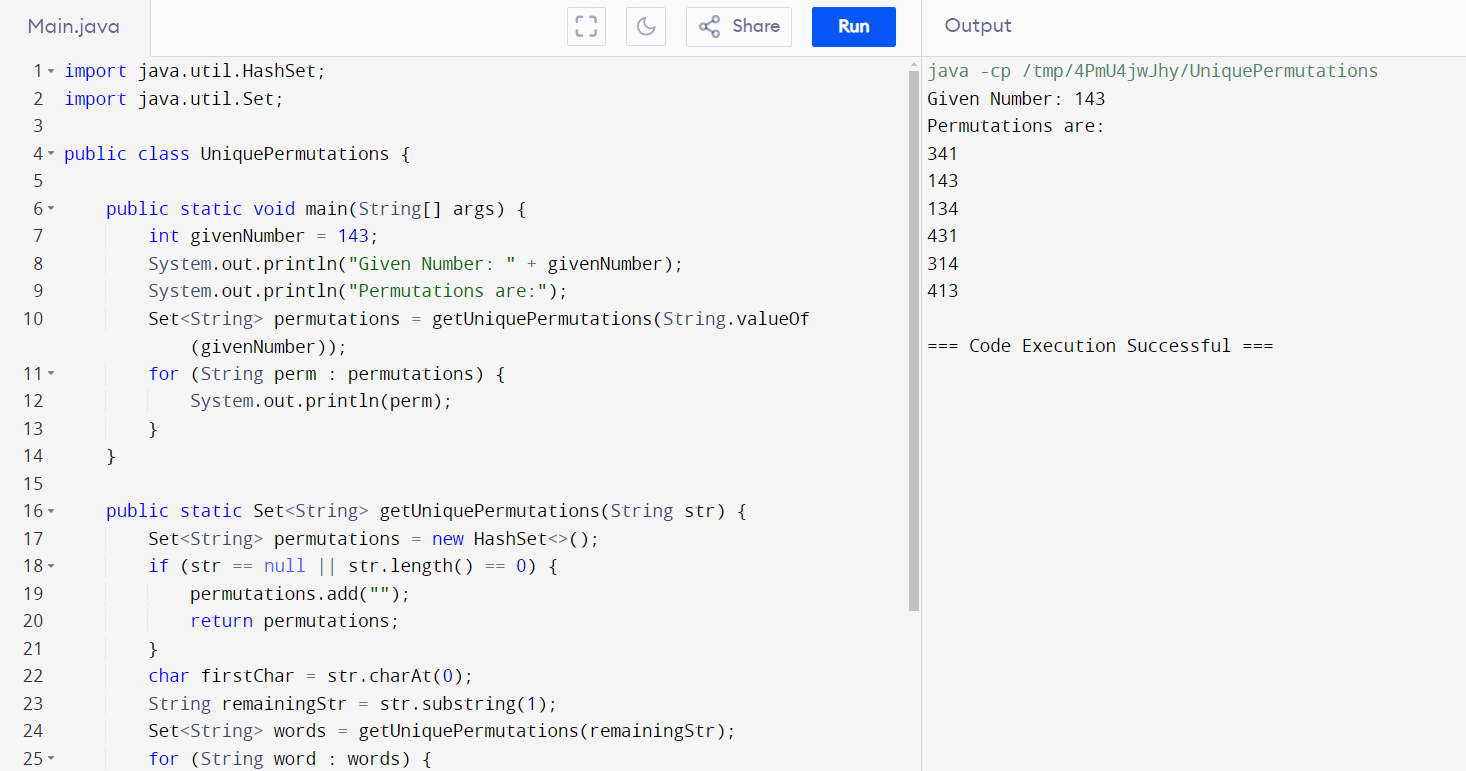 Main.java
Share
Run
Output
1 import java.util.HashSet;
2 import java.util.Set;
3
4 public class UniquePermutations {
5
6 public static void main(String[] args) {
7 int givenNumber = 143;
8 System.out.println("Given Number: " + givenNumber);
9 System.out.println("Permutations are:");
10 Set<String> permutations = getUniquePermutations(String.valueOf
(givenNumber));
11 for (String perm : permutations) {
12 System.out.println(perm);
13 }
14 }
15
16 public static Set<String> getUniquePermutations(String str) {
17 Set<String> permutations = new HashSet<>();
18 if (str == null || str.length() == 0) {
19 permutations.add("");
20 return permutations;
21 }
22 char firstChar = str.charAt(0);
23 String remainingStr = str.substring(1);
24 Set<String> words = getUniquePermutations(remainingStr);
25 for (String word : words) {
java -cp /tmp/4PmU4jwJhy/UniquePermutations
Given Number: 143
Permutations are:
341
143
134
431
314
413
=== Code Execution Successful ===